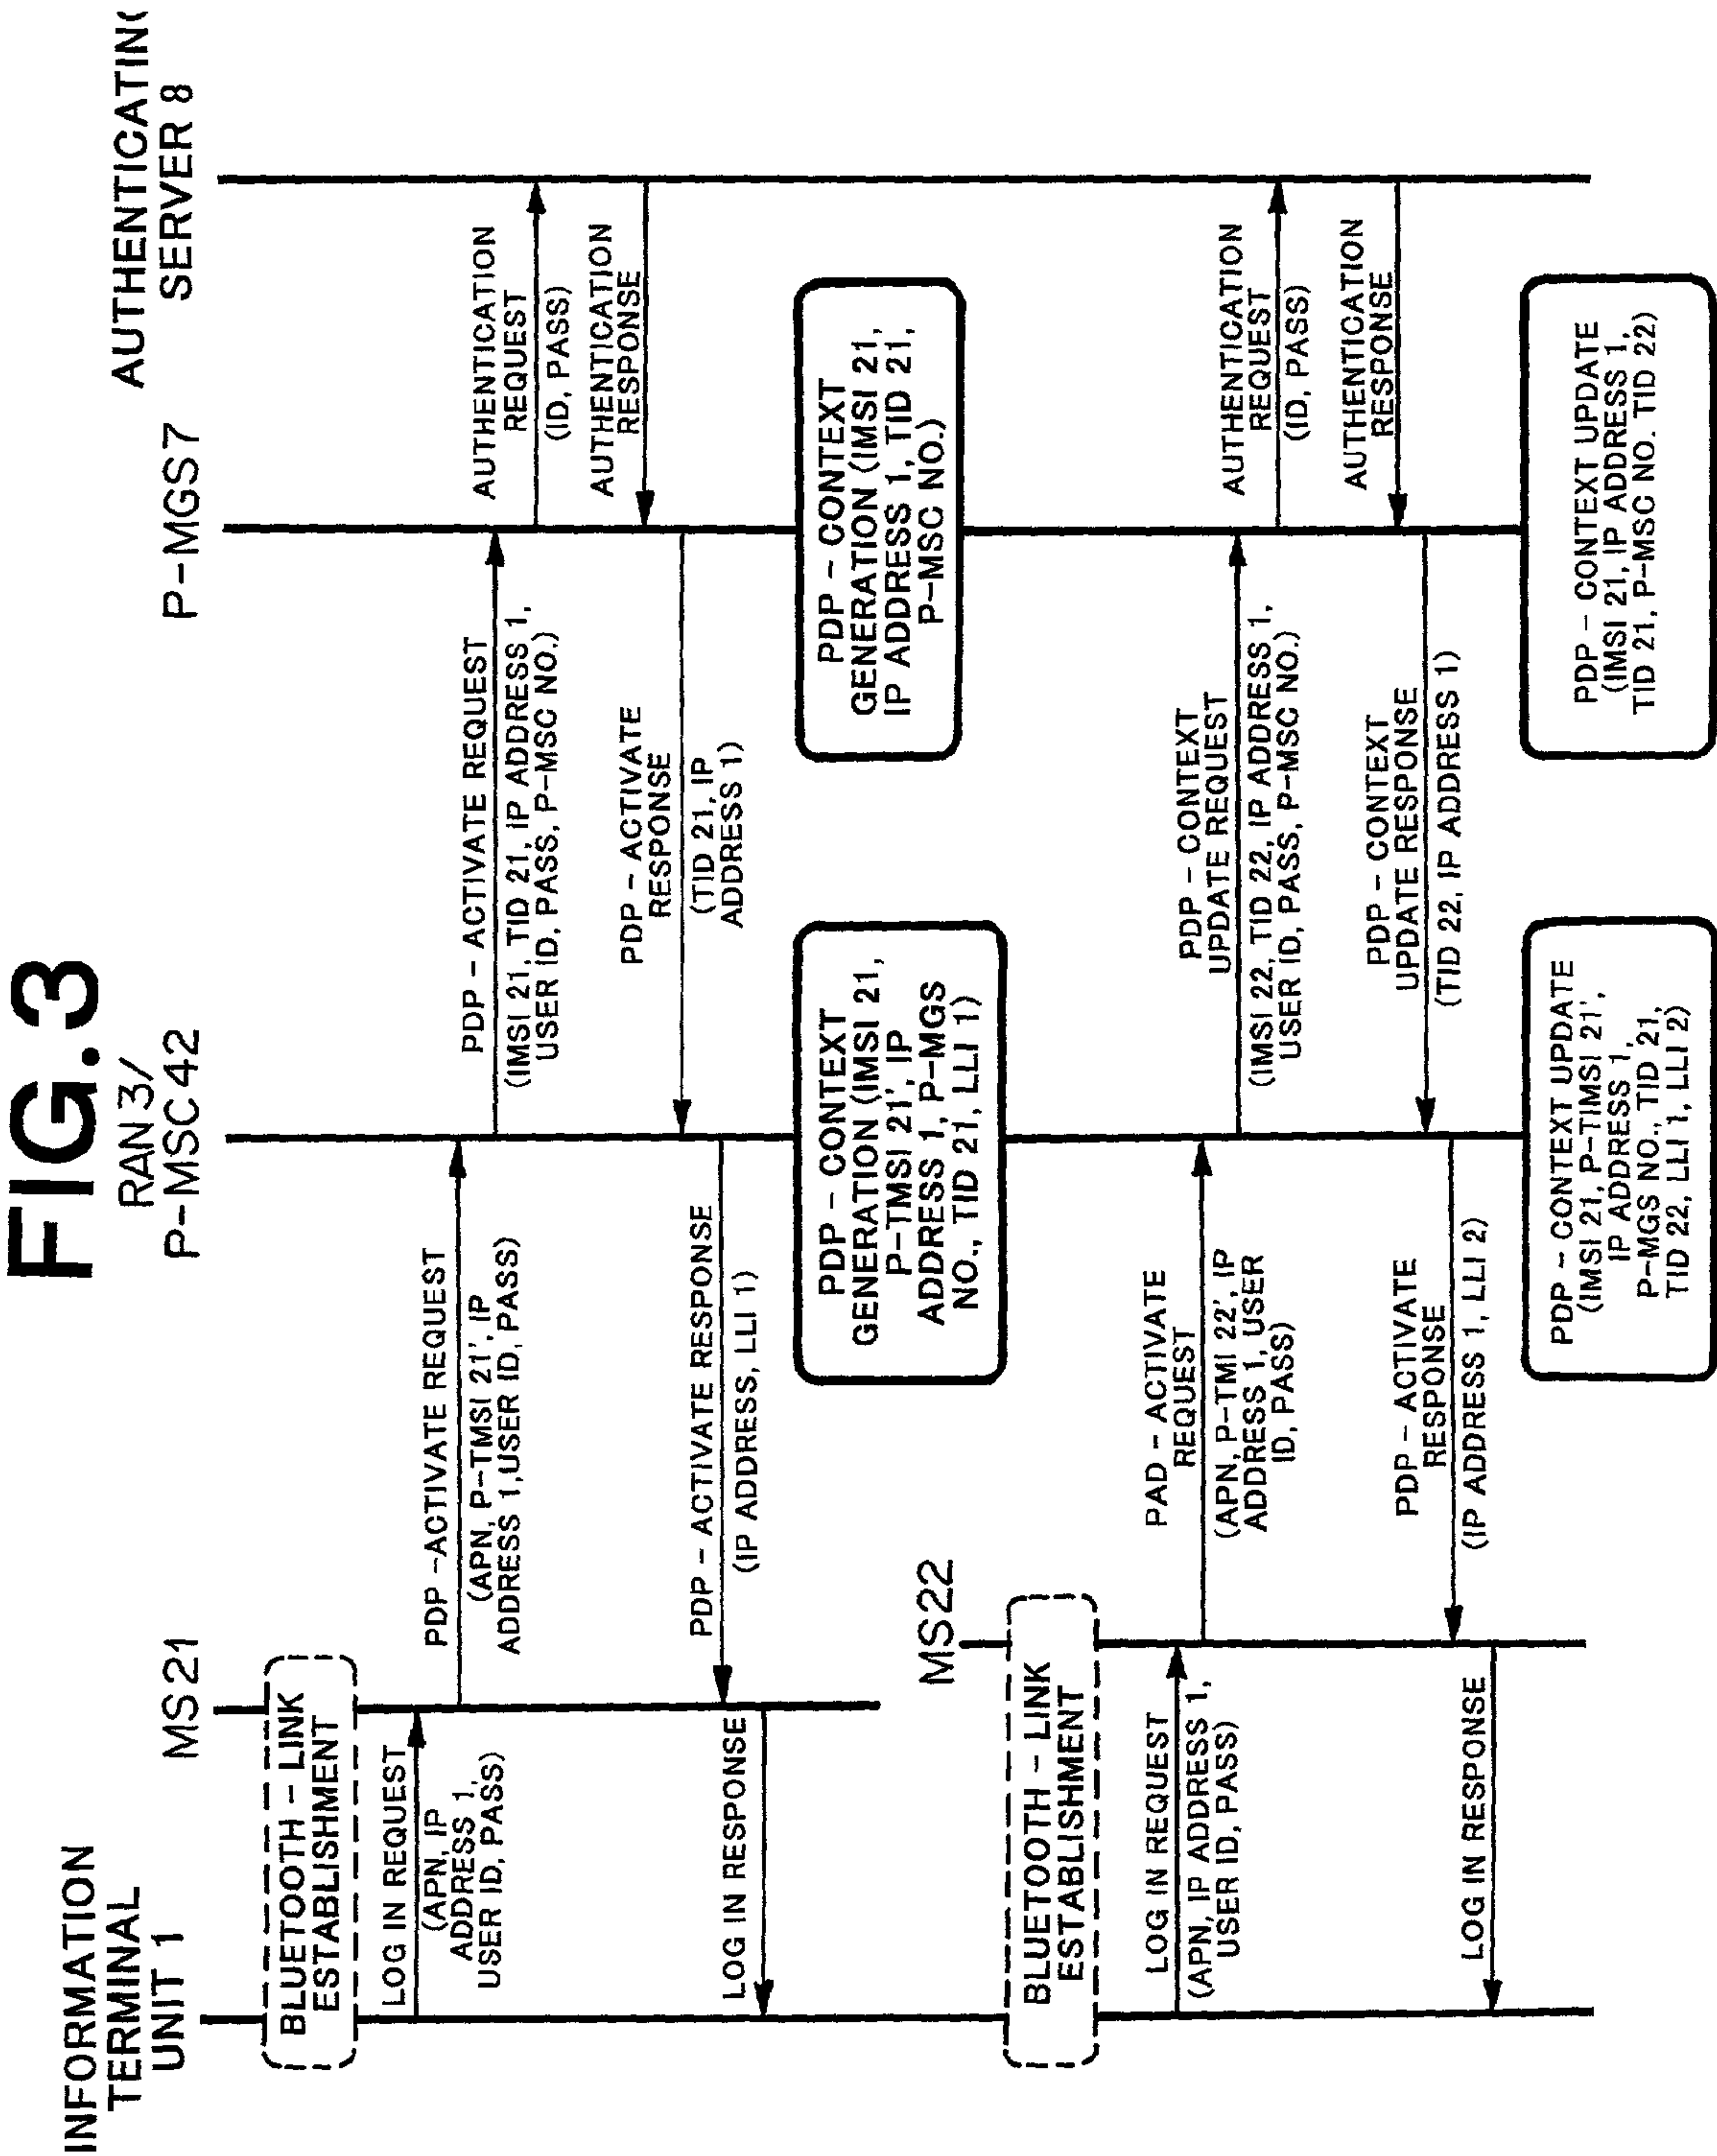 FIG.3
INFORMATION
TERMINAL
UNIT 1
MS21
RAN3/
P-MSC42
P-MGS7
AUTHENTICATING
SERVER 8
BLUETOOTH - LINK
ESTABLISHMENT
LOG IN REQUEST
(APN, IP
ADDRESS 1,
USER ID, PASS)
PDP -ACTIVATE REQUEST
(APN, P-TMSI 21', IP
ADDRESS 1,USER ID, PASS)
PDP - ACTIVATE REQUEST
(IMSI 21, TID 21, IP ADDRESS 1,
USER ID, PASS, P-MSC NO.)
AUTHENTICATION
REQUEST
(ID, PASS)
AUTHENTICATION
RESPONSE
PDP - ACTIVATE
RESPONSE
(TID 21, IP
ADDRESS 1)
PDP - ACTIVATE RESPONSE
(IP ADDRESS, LLI 1)
LOG IN RESPONSE
PDP - CONTEXT
GENERATION (IMSI 21,
P-TMSI 21', IP
ADDRESS 1, P-MGS
NO., TID 21, LLI 1)
PDP - CONTEXT
GENERATION (IMSI 21,
IP ADDRESS 1, TID 21,
P-MSC NO.)
MS22
BLUETOOTH - LINK
ESTABLISHMENT
LOG IN REQUEST
(APN, IP ADDRESS 1,
USER ID, PASS)
PAD - ACTIVATE
REQUEST
(APN, P-TMI 22', IP
ADDRESS 1, USER
ID, PASS)
PDP - CONTEXT
UPDATE REQUEST
(IMSI 22, TID 22, IP ADDRESS 1,
USER ID, PASS, P-MSC NO.)
AUTHENTICATION
REQUEST
(ID, PASS)
AUTHENTICATION
RESPONSE
PDP - CONTEXT
UPDATE RESPONSE
(TID 22, IP ADDRESS 1)
PDP - ACTIVATE
RESPONSE
(IP ADDRESS 1, LLI 2)
LOG IN RESPONSE
PDP - CONTEXT UPDATE
(IMSI 21, P-TIMSI 21',
IP ADDRESS 1,
P-MGS NO., TID 21,
TID 22, LLI 1, LLI 2)
PDP - CONTEXT UPDATE
(IMSI 21, IP ADDRESS 1,
TID 21, P-MSC NO. TID 22)